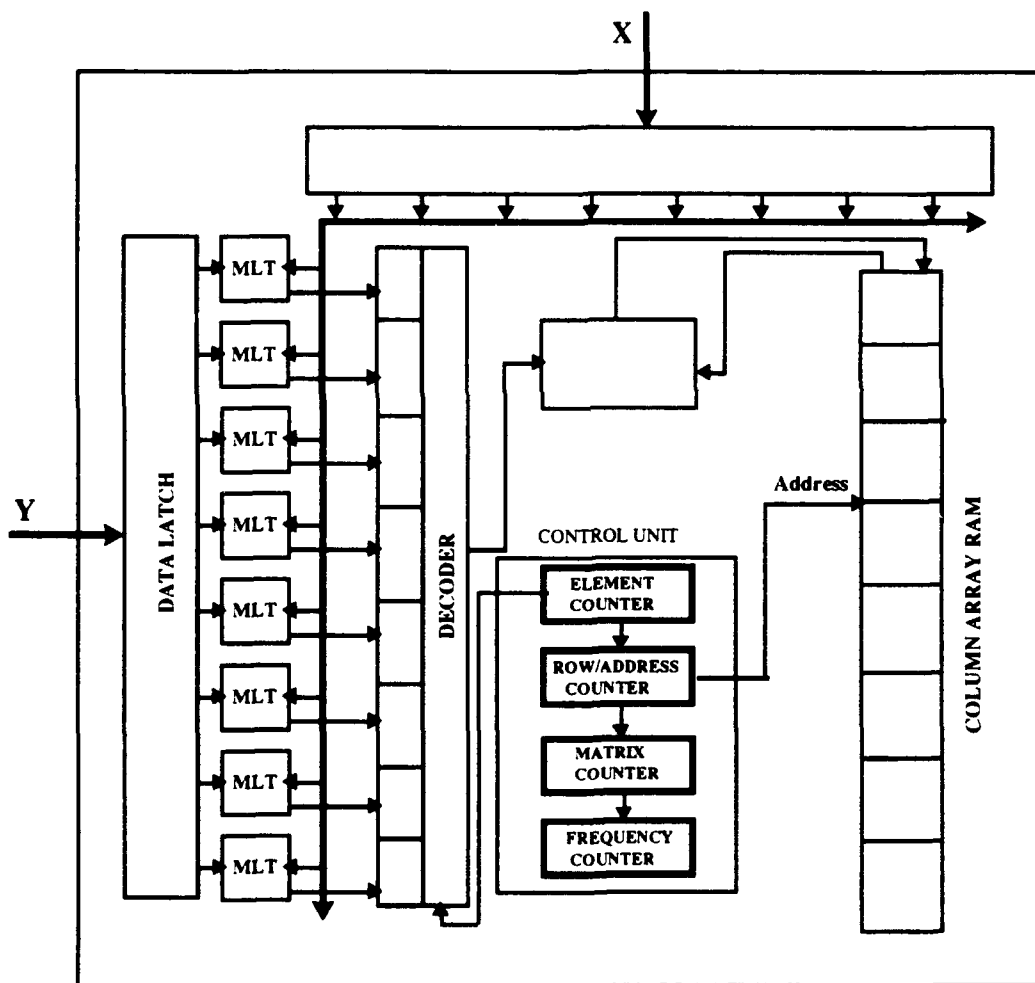 X
Y
DATA LATCH
MLT
MLT
MLT
MLT
MLT
MLT
MLT
MLT
DECODER
CONTROL UNIT
ELEMENT
COUNTER
ROW/ADDRESS
COUNTER
MATRIX
COUNTER
FREQUENCY
COUNTER
Address
COLUMN ARRAY RAM